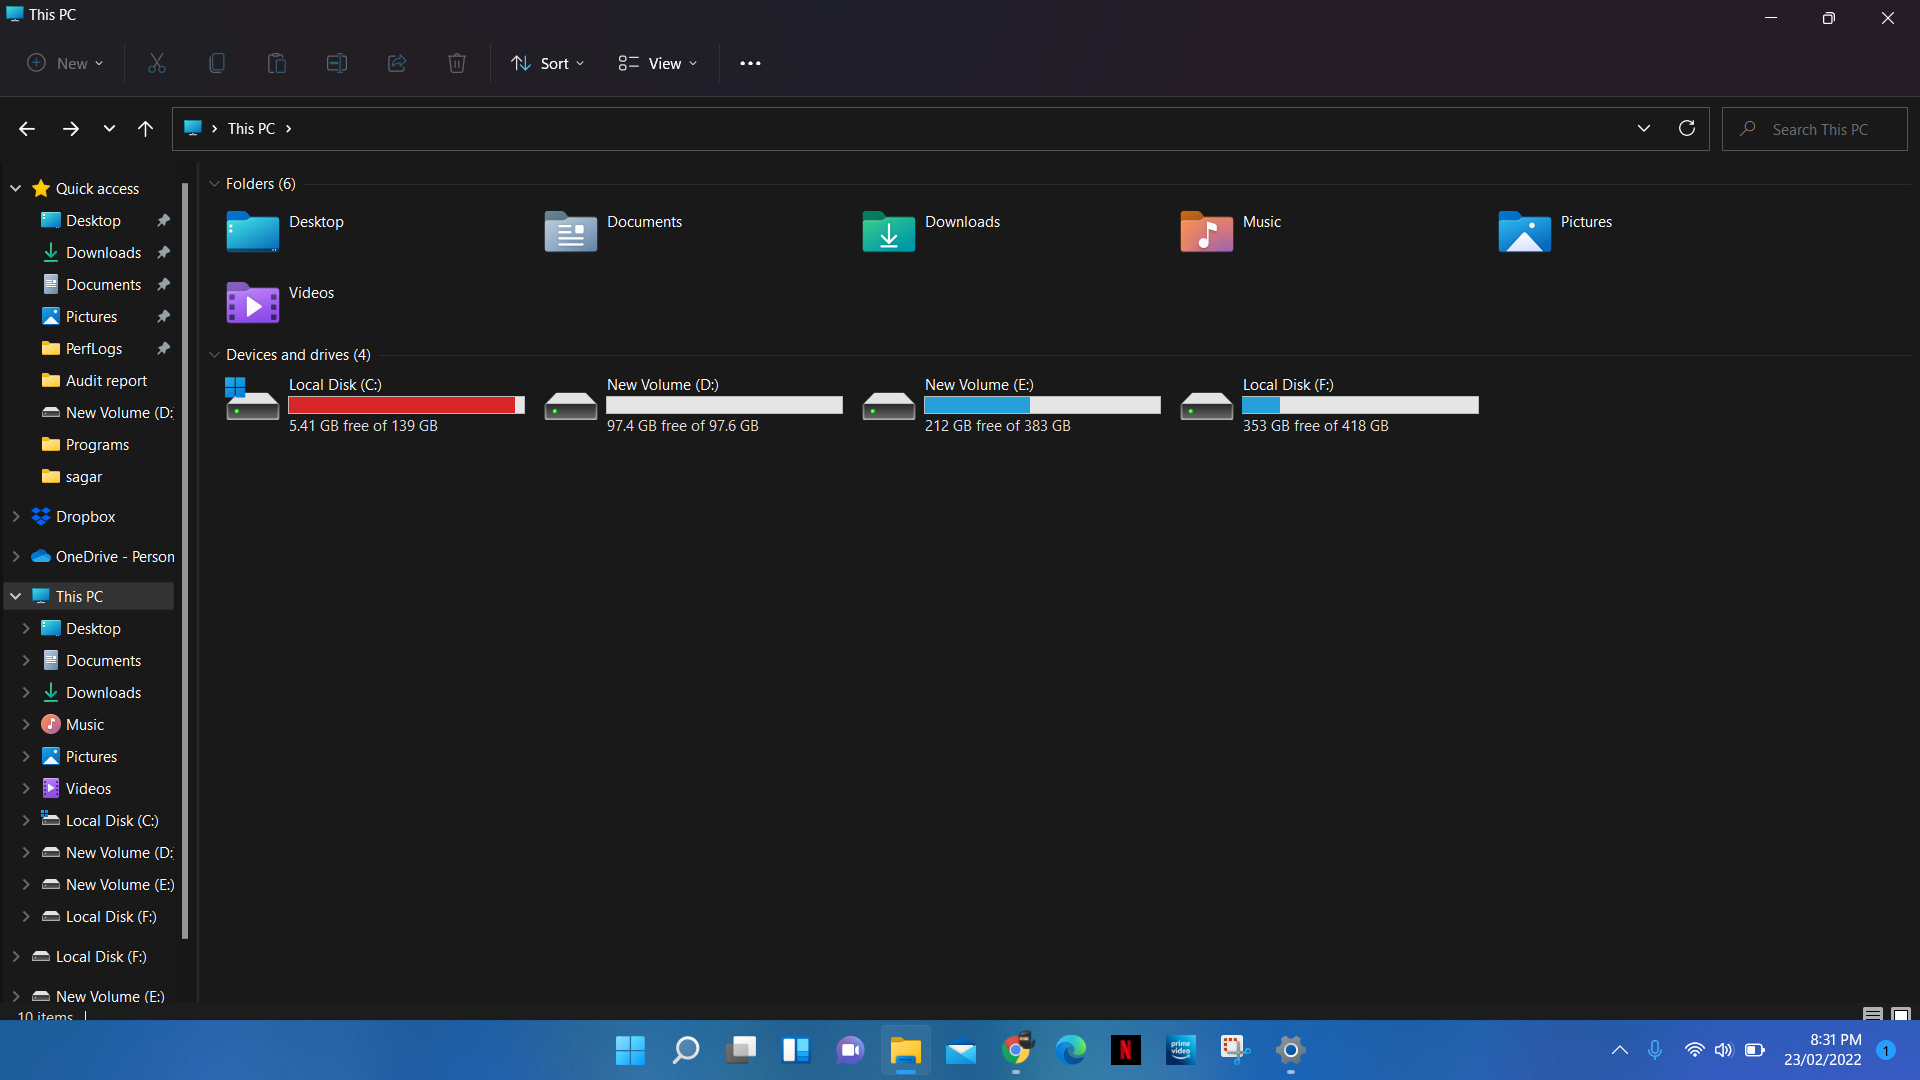 This PC
New
Sort
View
This PC
Search This PC
Quick access
Desktop
Downloads
Documents
Pictures
PerfLogs
Audit report
New Volume (D:
Programs
sagar
Dropbox
OneDrive - Person
This PC
Desktop
Documents
Downloads
Music
Pictures
Videos
Local Disk (C:)
New Volume (D:
New Volume (E:)
Local Disk (F:)
Local Disk (F:)
New Volume (E:)
Folders (6)
Desktop
Documents
Downloads
Music
Pictures
Videos
Devices and drives (4)
Local Disk (C:)
5.41 GB free of 139 GB
New Volume (D:)
97.4 GB free of 97.6 GB
New Volume (E:)
212 GB free of 383 GB
Local Disk (F:)
353 GB free of 418 GB
10 items
N
prime video
8:31 PM
23/02/2022
1